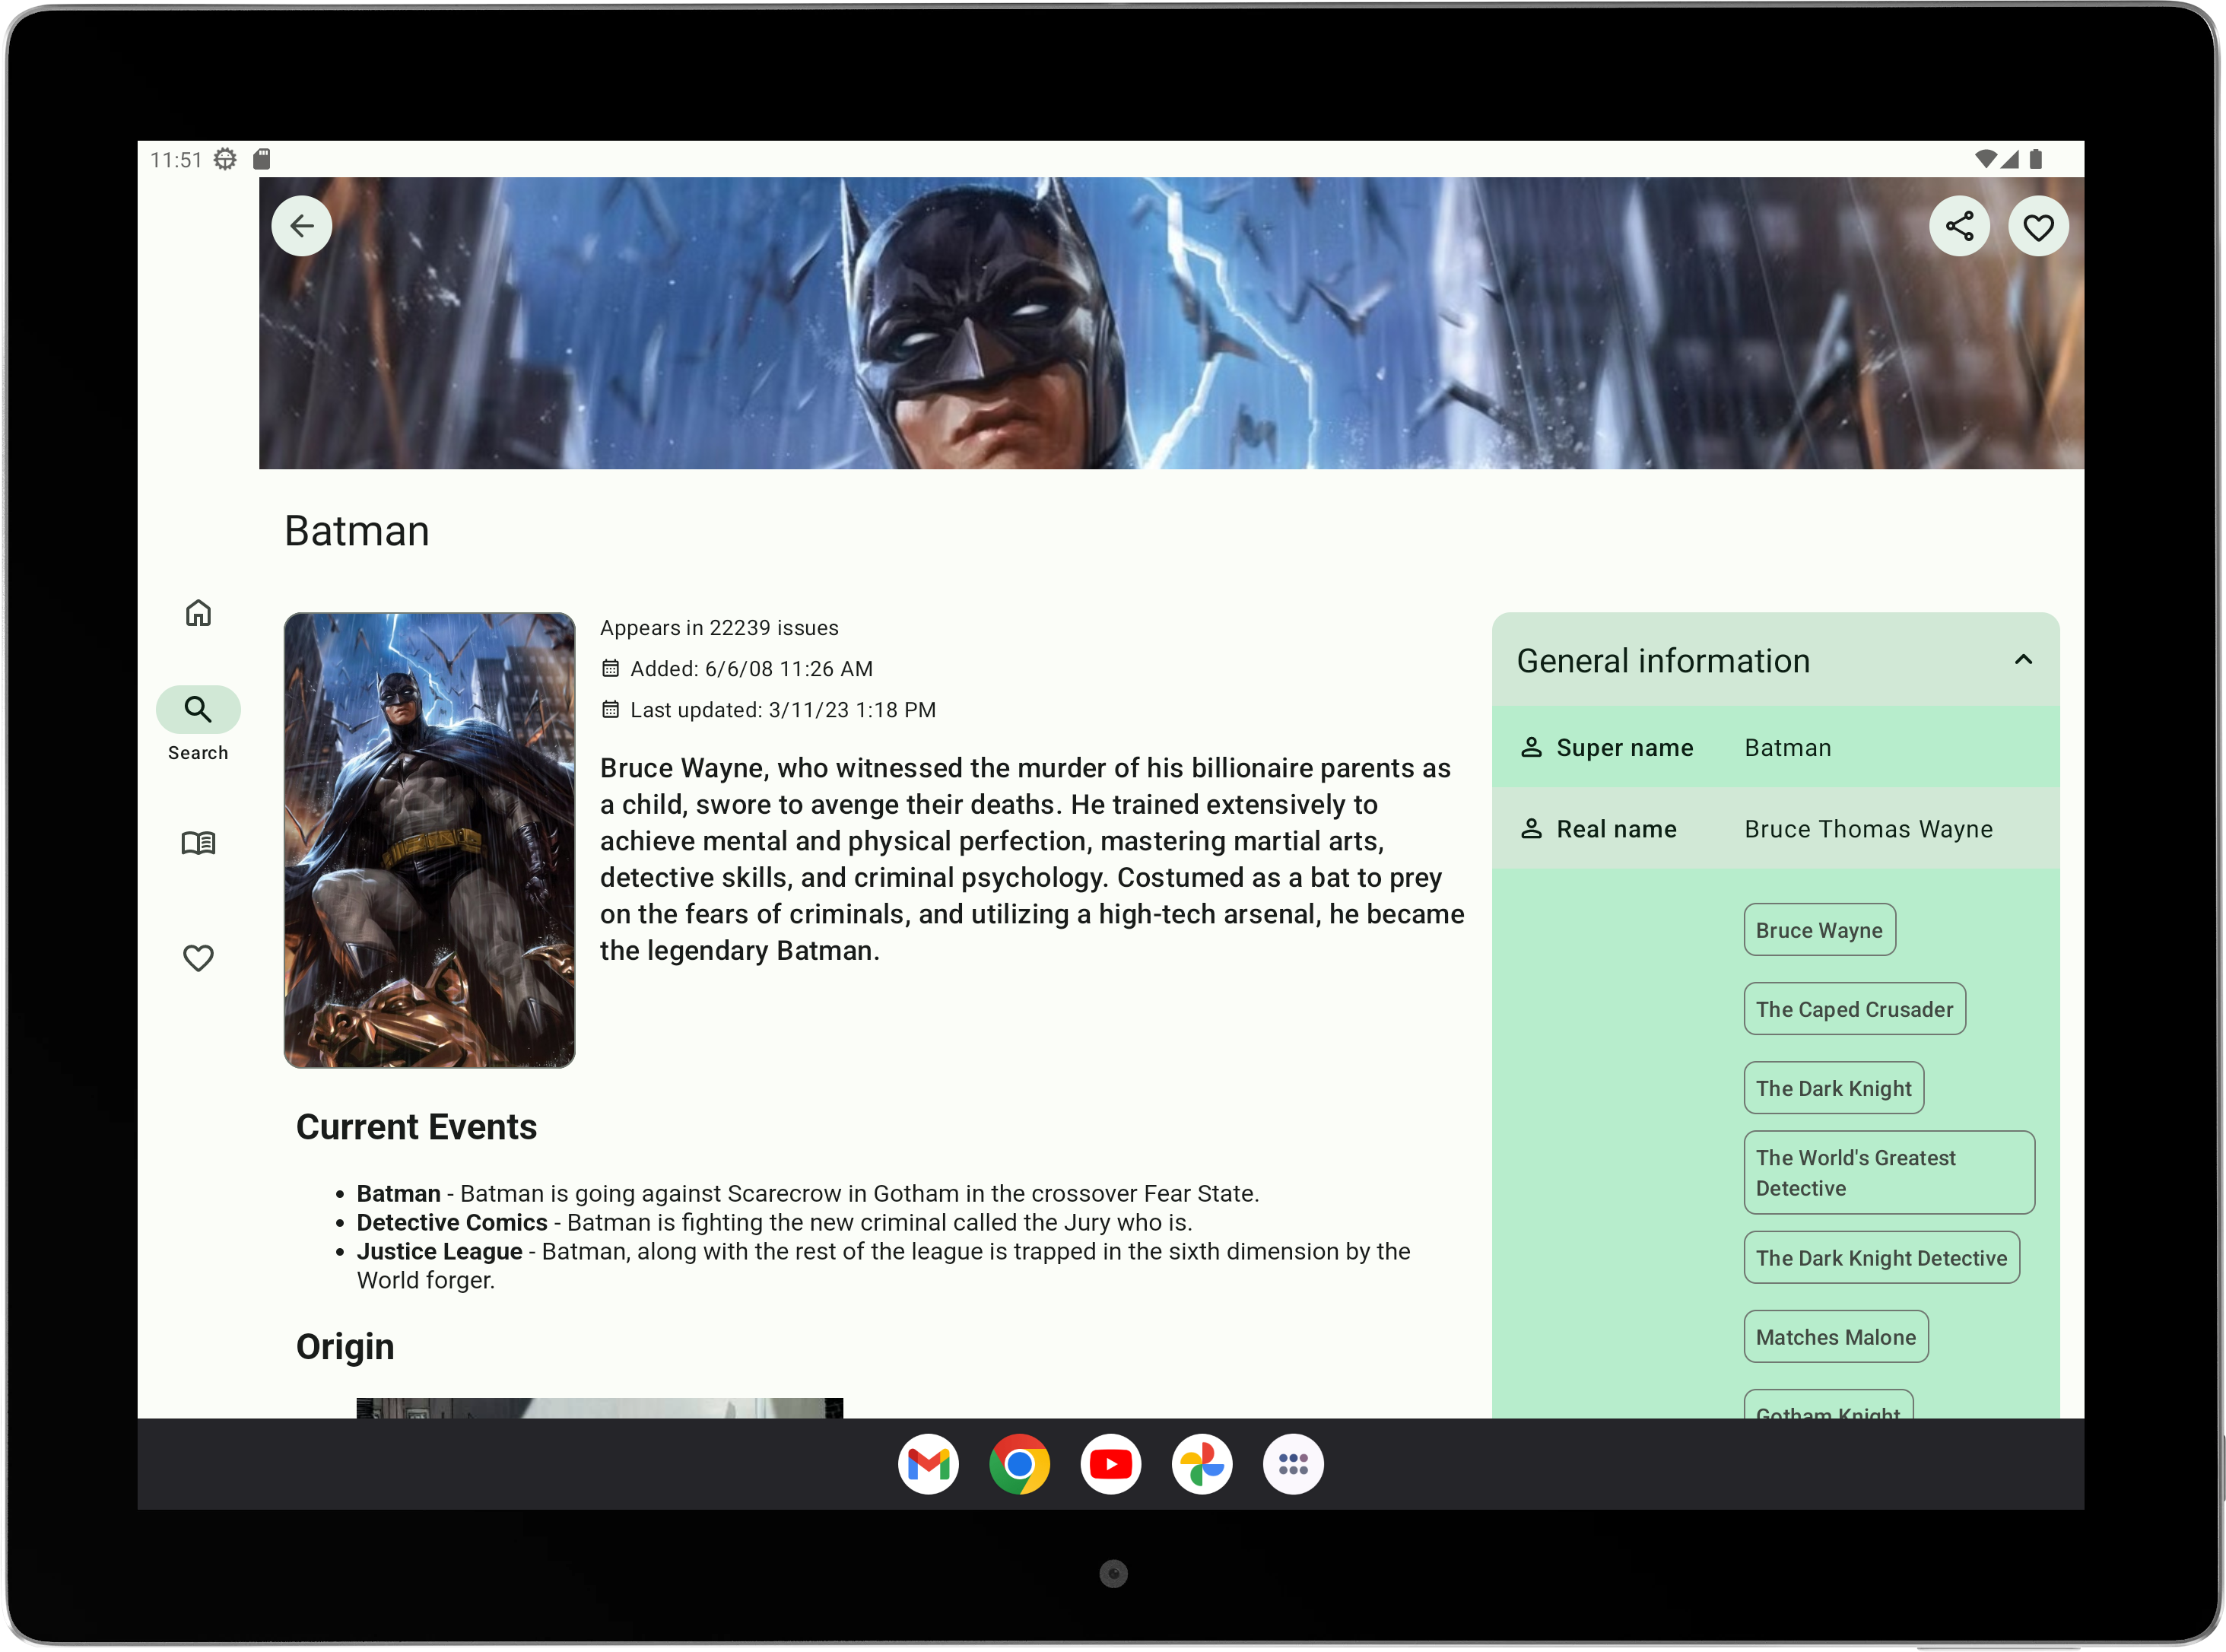 11:51
Batman
Search
Appears in 22239 issues
Added: 6/6/08 11:26 AM
Last updated: 3/11/23 1:18 PM
Bruce Wayne, who witnessed the murder of his billionaire parents as
a child, swore to avenge their deaths. He trained extensively to
achieve mental and physical perfection, mastering martial arts,
detective skills, and criminal psychology. Costumed as a bat to prey
on the fears of criminals, and utilizing a high-tech arsenal, he became
the legendary Batman.
Current Events
Batman - Batman is going against Scarecrow in Gotham in the crossover Fear State.
Detective Comics - Batman is fighting the new criminal called the Jury who is.
Justice League - Batman, along with the rest of the league is trapped in the sixth dimension by the
World forger.
Origin
General information
Super name Batman
Real name Bruce Thomas Wayne
Bruce Wayne
The Caped Crusader
The Dark Knight
The World's Greatest
Detective
The Dark Knight Detective
Matches Malone
Gotham Knight